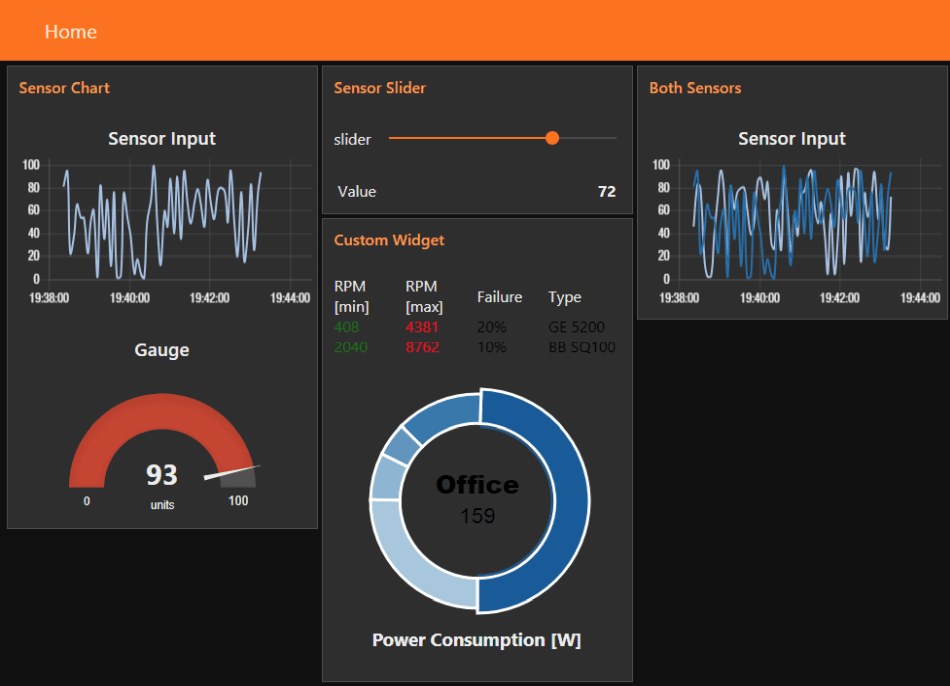 Home
Sensor Chart
Sensor Input
100
80
60
40
20
0
19:38:00 19:40:00 19:42:00 19:44:00
Gauge
93
units
0
100
Sensor Slider
slider
Value 72
Custom Widget
RPM [min] RPM [max] Failure Type
408 4381 20% GE 5200
2040 8762 10% BB SQ100
Office
159
Power Consumption [W]
Both Sensors
Sensor Input
100
80
60
40
20
0
19:38:00 19:40:00 19:42:00 19:44:00